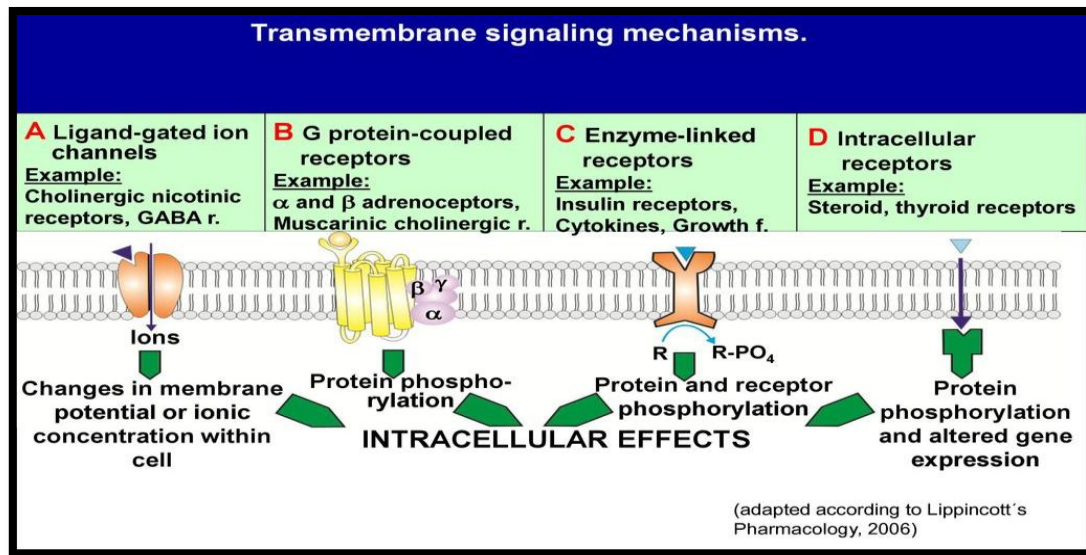 Transmembrane signaling mechanisms.
A Ligand-gated ion
channels
Example:
Cholinergic nicotinic
receptors, GABA r.
B G protein-coupled
receptors
Example:
α and β adrenoceptors,
Muscarinic cholinergic r.
C Enzyme-linked
receptors
Example:
Insulin receptors,
Cytokines, Growth f.
D Intracellular
receptors
Example:
Steroid, thyroid receptors
β γ
α
Ions
R R-PO₄
Changes in membrane
potential or ionic
concentration within
cell
Protein phospho-
rylation
Protein and receptor
phosphorylation
Protein
phosphorylation
and altered gene
expression
INTRACELLULAR EFFECTS
(adapted according to Lippincott´s
Pharmacology, 2006)